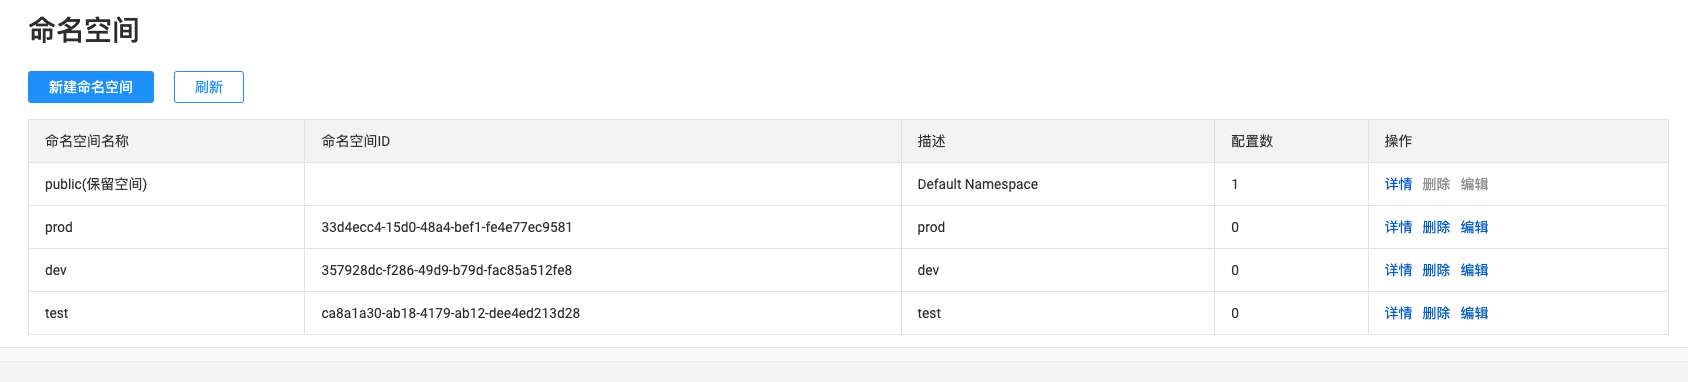 命名空间
新建命名空间 刷新
命名空间名称 命名空间ID 描述 配置数 操作
public(保留空间) Default Namespace 1 详情 删除 编辑
prod 33d4ecc4-15d0-48a4-bef1-fe4e77ec9581 prod 0 详情 删除 编辑
dev 357928dc-f286-49d9-b79d-fac85a512fe8 dev 0 详情 删除 编辑
test ca8a1a30-ab18-4179-ab12-dee4ed213d28 test 0 详情 删除 编辑